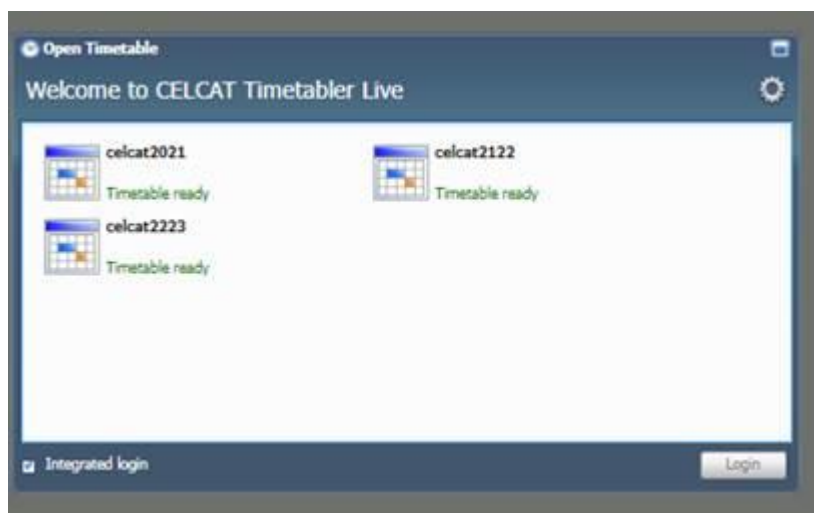 Open Timetable
Welcome to CELCAT Timetabler Live
celcat2021
Timetable ready
celcat2122
Timetable ready
celcat2223
Timetable ready
Integrated login
Login